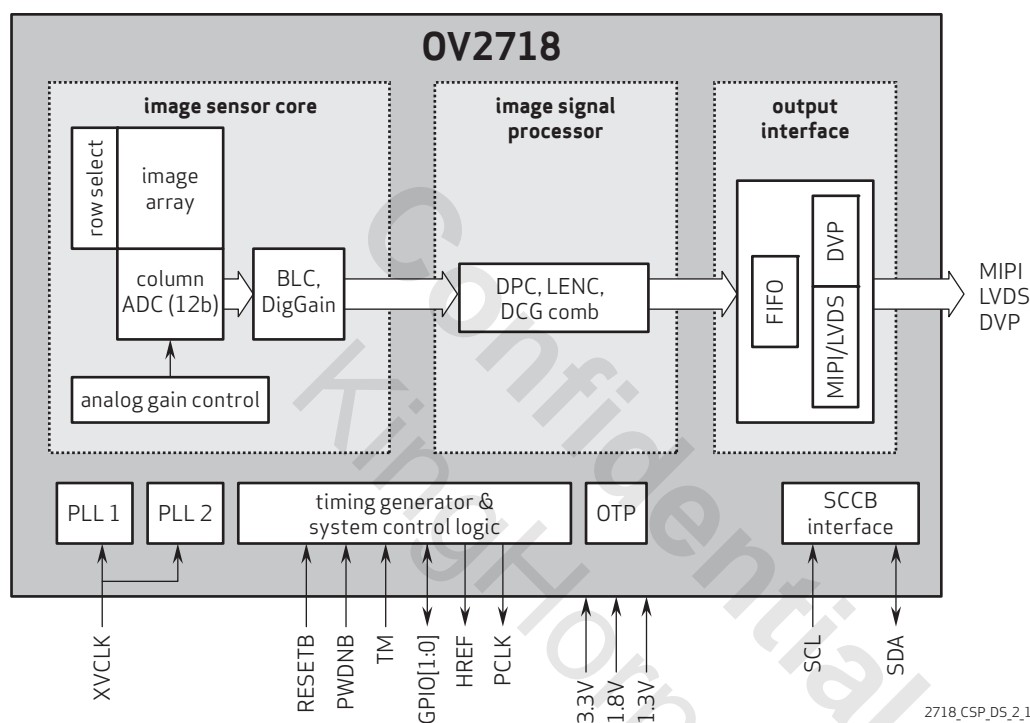 OV2718
image sensor core
image signal
processor
output
interface
row select
image
array
column
ADC (12b)
BLC,
DigGain
analog gain control
DPC, LENC,
DCG comb
FIFO
DVP
MIPI/LVDS
MIPI
LVDS
DVP
PLL 1
PLL 2
timing generator &
system control logic
OTP
SCCB
interface
XVCLK
RESETB
PWDNB
TM
GPIO[1:0]
HREF
PCLK
3.3V
1.8V
1.3V
SCL
SDA
2718_CSP_DS_2_1
Confidential